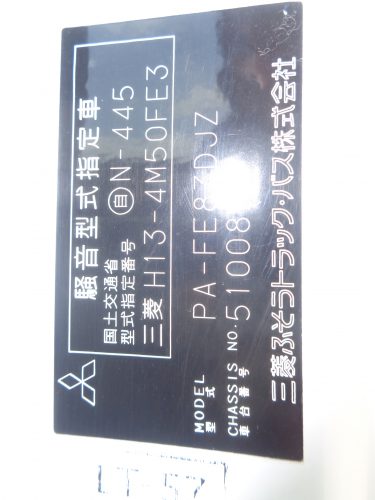 騒音型式指定車
国土交通省
型式指定番号
自N-445
三菱 H13-4M50FE3
MODEL
型式
PA-FE83DJZ
CHASSIS NO.
車台番号
51008
三菱ふそうトラック・バス株式会社